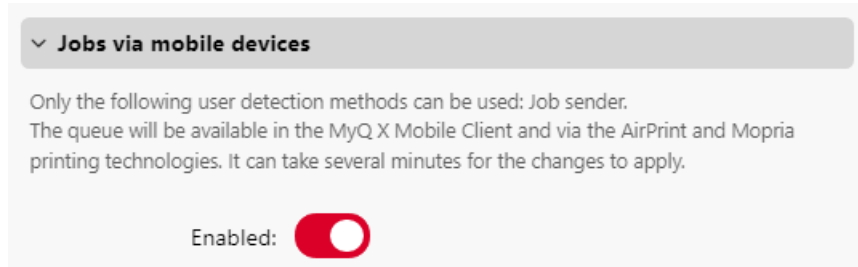 Jobs via mobile devices
Only the following user detection methods can be used: Job sender.
The queue will be available in the MyQ X Mobile Client and via the AirPrint and Mopria
printing technologies. It can take several minutes for the changes to apply.
Enabled: